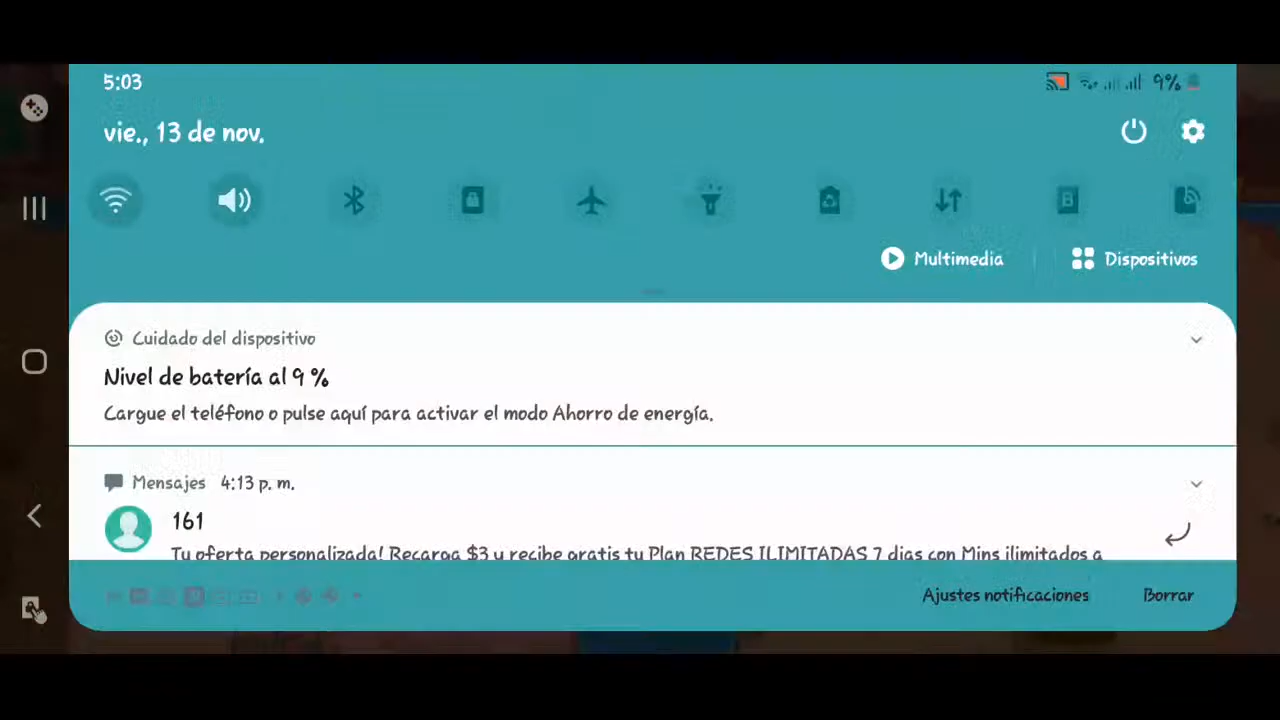 5:03
9%
vie., 13 de nov.
Multimedia
Dispositivos
Cuidado del dispositivo
Nivel de batería al 9 %
Cargue el teléfono o pulse aquí para activar el modo Ahorro de energía.
Mensajes 4:13 p. m.
161
Tu oferta personalizada! Recarga $3 y recibe gratis tu Plan REDES ILIMITADAS 7 dias con Mins ilimitados a
Ajustes notificaciones
Borrar